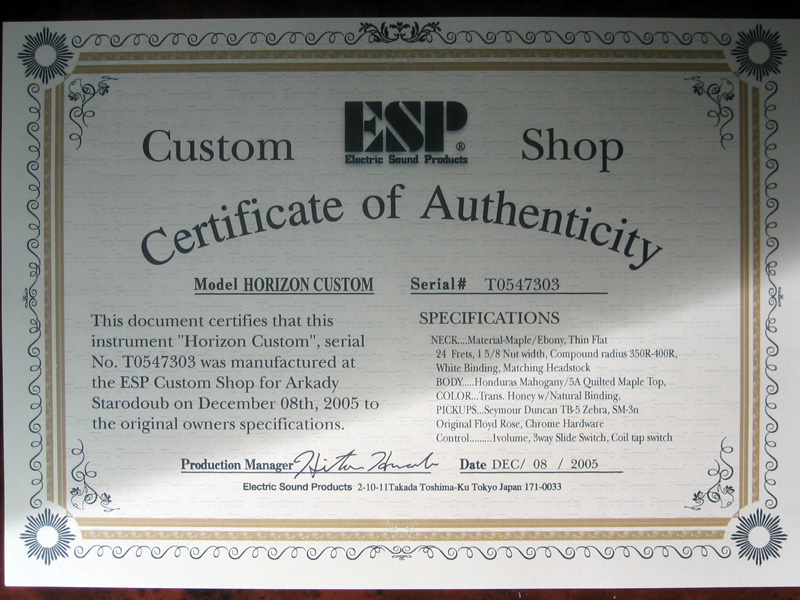 Custom ESP® Shop
Electric Sound Products
Certificate of Authenticity
Model HORIZON CUSTOM Serial# T0547303
This document certifies that this
instrument "Horizon Custom", serial
No. T0547303 was manufactured at
the ESP Custom Shop for Arkady
Starodoub on December 08th, 2005 to
the original owners specifications.
SPECIFICATIONS
NECK....Material-Maple/Ebony, Thin Flat
24 Frets, 1 5/8 Nut width, Compound radius 350R-400R,
White Binding, Matching Headstock
BODY.....Honduras Mahogany/5A Quilted Maple Top,
COLOR...Trans. Honey w/Natural Binding,
PICKUPS...Seymour Duncan TB-5 Zebra, SM-3n
Original Floyd Rose, Chrome Hardware
Control.........1volume, 3way Slide Switch, Coil tap switch
Production Manager Date DEC/ 08 / 2005
Electric Sound Products 2-10-11Takada Toshima-Ku Tokyo Japan 171-0033